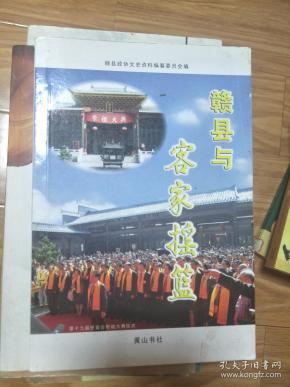 赣县政协文史资料编纂委员会编
赣县与
客家摇篮
黄山书社
孔夫子旧书网